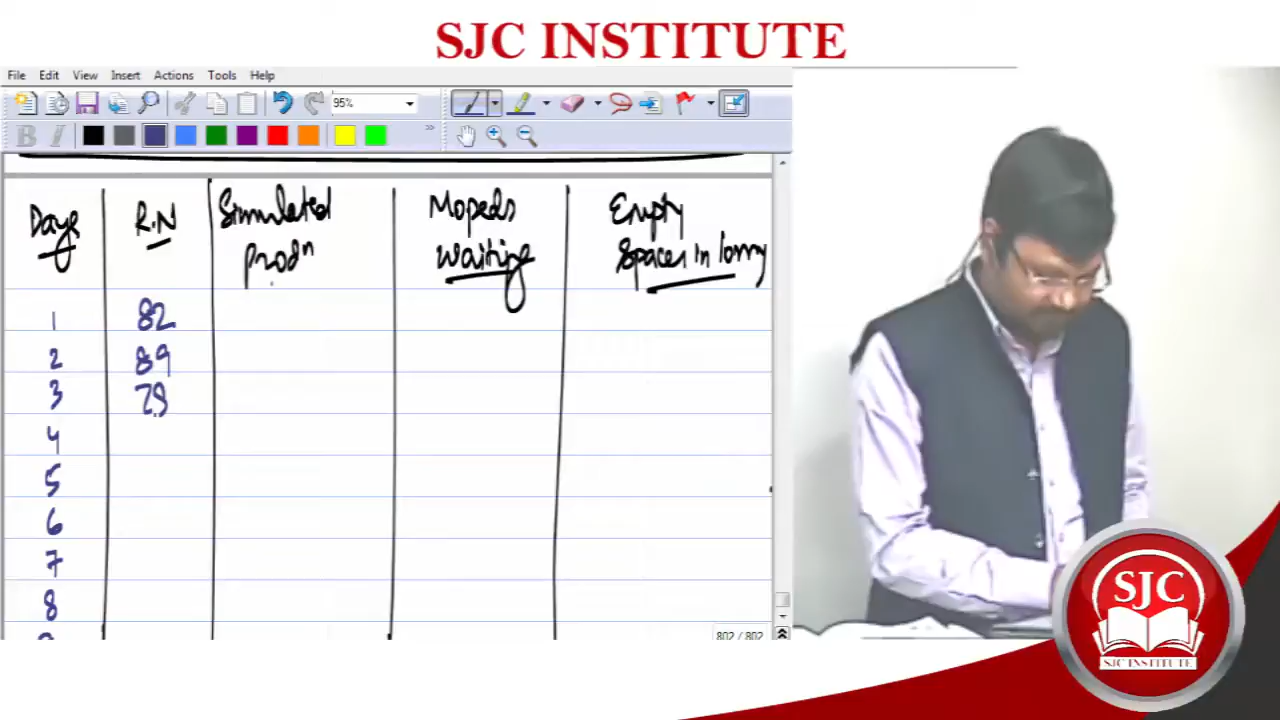 SJC INSTITUTE
File Edit View Insert Actions Tools Help
95%
B I
Days R.N Simulated Prodn Mopeds Waiting Empty Spaces in lorry
1 82
2 89
3 78
4
5
6
7
8
802 / 802
SJC
SJC INSTITUTE